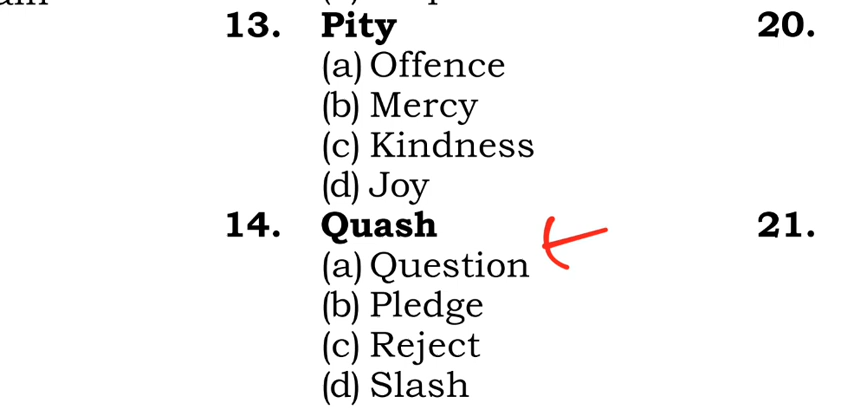 13. Pity 20.
(a) Offence
(b) Mercy
(c) Kindness
(d) Joy
14. Quash 21.
(a) Question
(b) Pledge
(c) Reject
(d) Slash